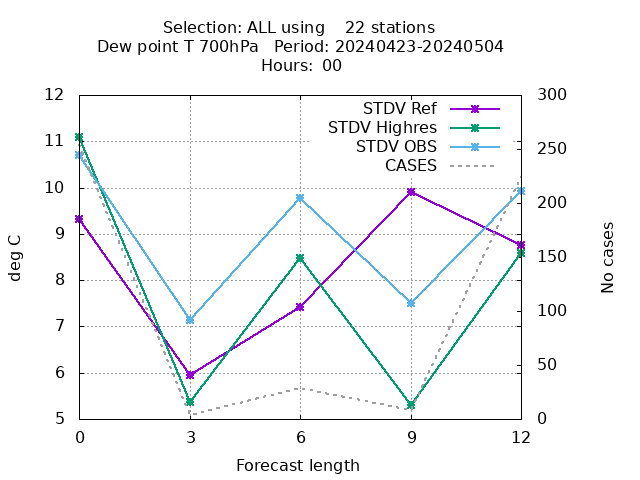 Selection: ALL using    22 stations
Dew point T 700hPa   Period: 20240423-20240504
Hours: 00
STDV Ref
STDV Highres
STDV OBS
CASES
12
11
10
9
8
7
6
5
300
250
200
150
100
50
0
deg C
No cases
0 3 6 9 12
Forecast length